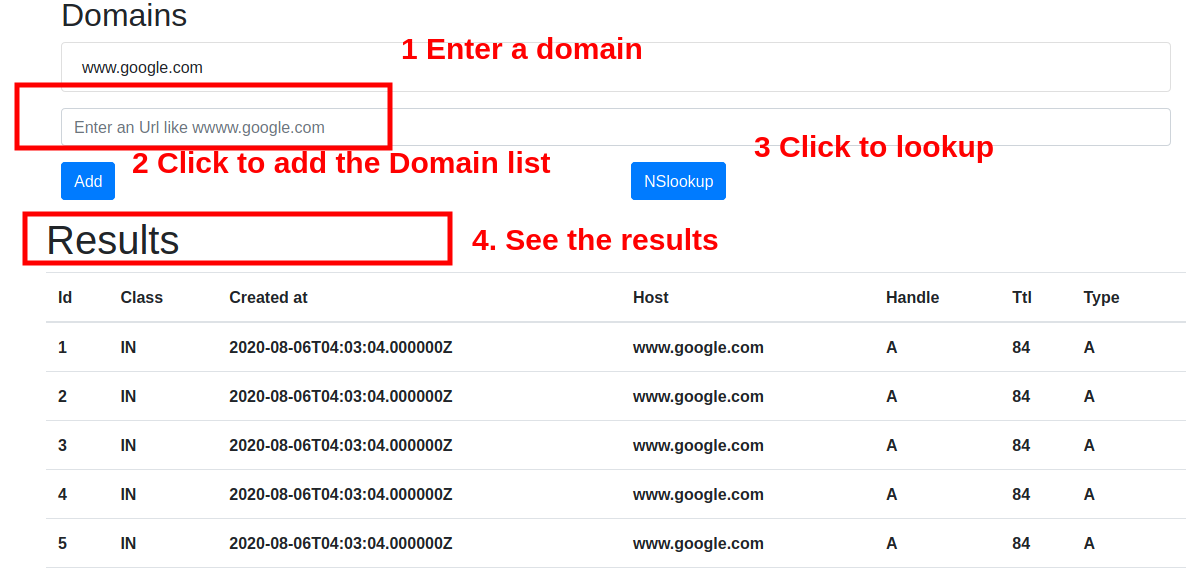 Domains
1 Enter a domain
www.google.com
Enter an Url like wwww.google.com
3 Click to lookup
2 Click to add the Domain list
Add
NSlookup
Results
4. See the results
Id Class Created at Host Handle Ttl Type
1 IN 2020-08-06T04:03:04.000000Z www.google.com A 84 A
2 IN 2020-08-06T04:03:04.000000Z www.google.com A 84 A
3 IN 2020-08-06T04:03:04.000000Z www.google.com A 84 A
4 IN 2020-08-06T04:03:04.000000Z www.google.com A 84 A
5 IN 2020-08-06T04:03:04.000000Z www.google.com A 84 A